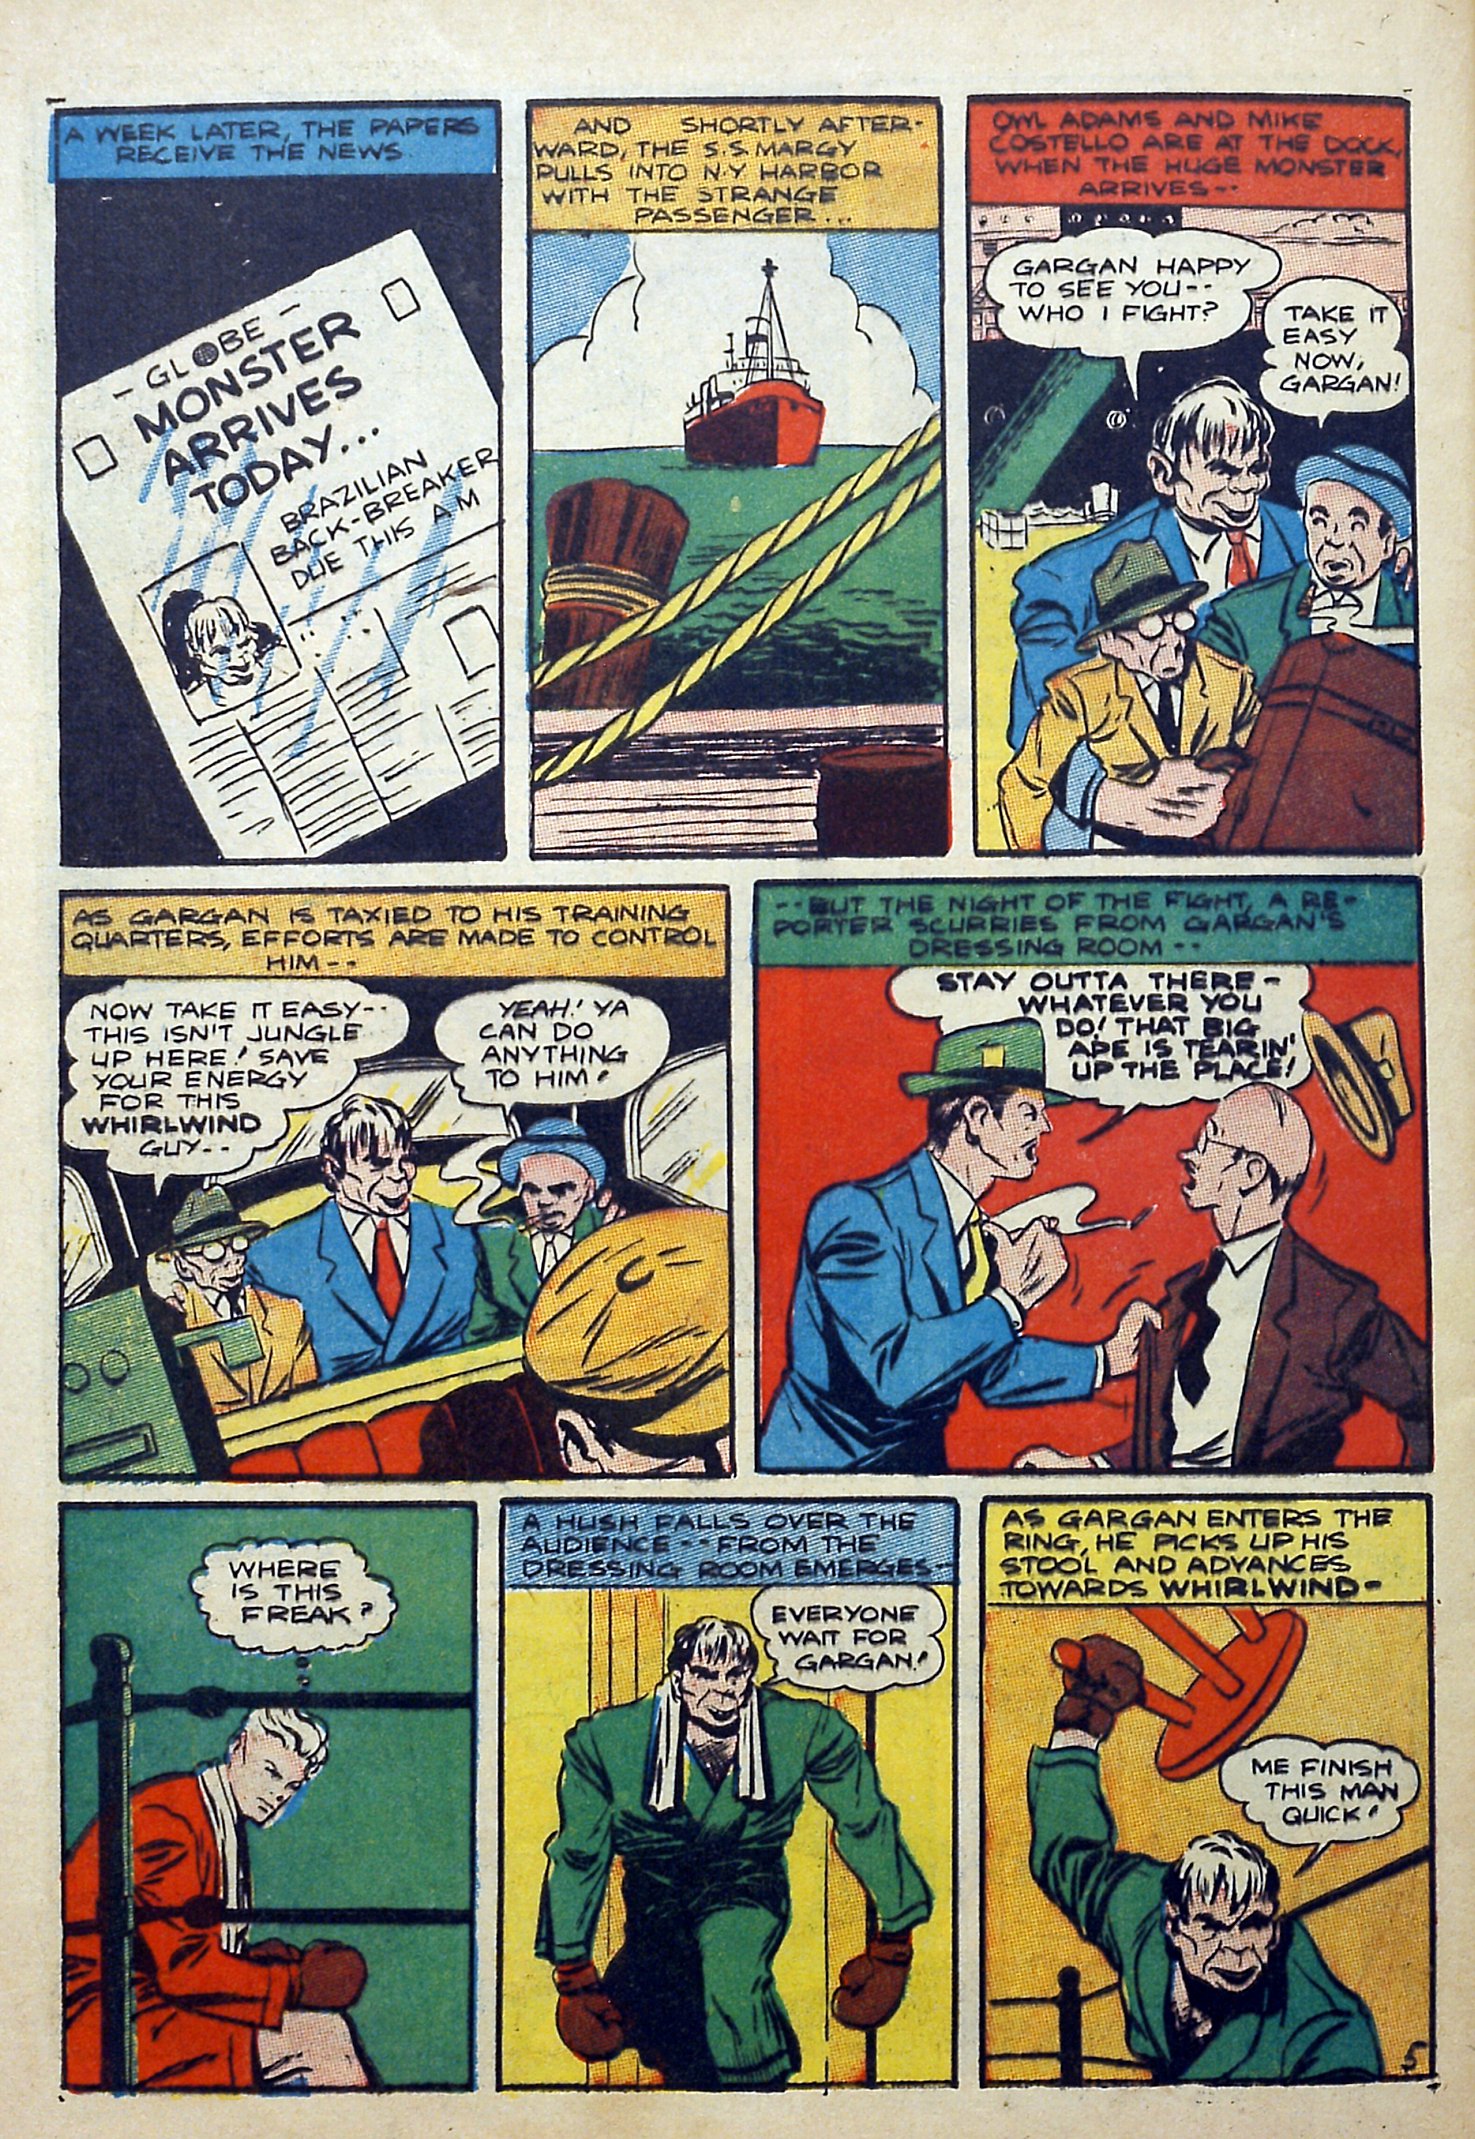 A WEEK LATER, THE PAPERS
RECEIVE THE NEWS.
- GLOBE -
MONSTER
ARRIVES
TODAY...
BRAZILIAN
BACK-BREAKER
DUE THIS A M
AND SHORTLY AFTER-
WARD, THE S.S. MARGY
PULLS INTO N.Y. HARBOR
WITH THE STRANGE
PASSENGER...
OWL ADAMS AND MIKE
COSTELLO ARE AT THE DOCK,
WHEN THE HUGE MONSTER
ARRIVES--
GARGAN HAPPY
TO SEE YOU--
WHO I FIGHT?
TAKE IT
EASY
NOW,
GARGAN!
AS GARGAN IS TAXIED TO HIS TRAINING
QUARTERS, EFFORTS ARE MADE TO CONTROL
HIM--
NOW TAKE IT EASY--
THIS ISN'T JUNGLE
UP HERE! SAVE
YOUR ENERGY
FOR THIS
WHIRLWIND
GUY--
YEAH! YA
CAN DO
ANYTHING
TO HIM!
--BUT THE NIGHT OF THE FIGHT, A RE-
PORTER SCURRIES FROM GARGAN'S
DRESSING ROOM--
STAY OUTTA THERE-
WHATEVER YOU
DO! THAT BIG
APE IS TEARIN'
UP THE PLACE!
WHERE
IS THIS
FREAK?
A HUSH FALLS OVER THE
AUDIENCE--FROM THE
DRESSING ROOM EMERGES--
EVERYONE
WAIT FOR
GARGAN!
AS GARGAN ENTERS THE
RING, HE PICKS UP HIS
STOOL AND ADVANCES
TOWARDS WHIRLWIND-
ME FINISH
THIS MAN
QUICK!
5